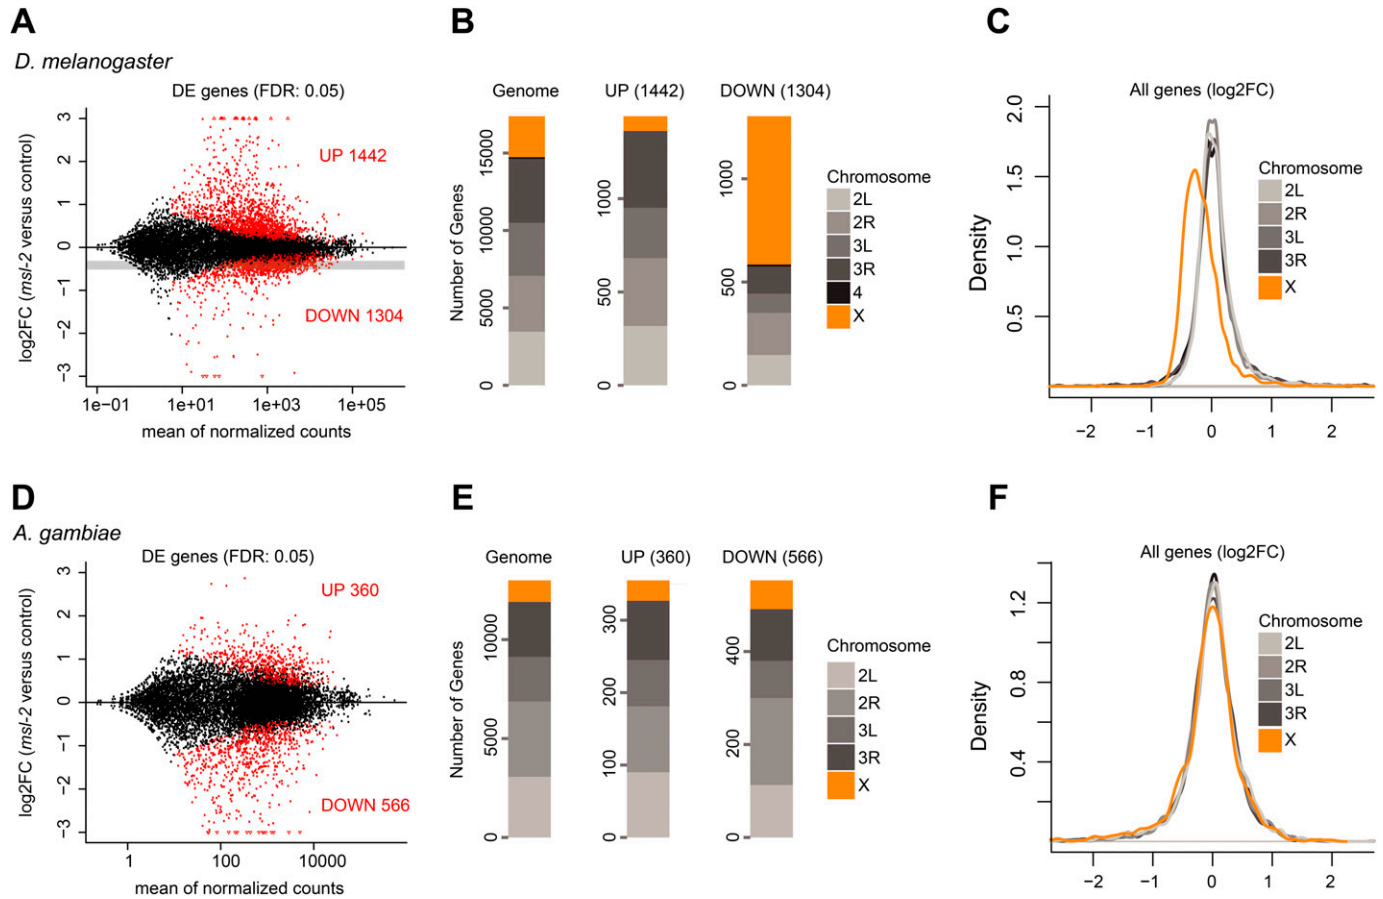 A
B
C
D. melanogaster
DE genes (FDR: 0.05)
Genome
UP (1442)
DOWN (1304)
All genes (log2FC)
log2FC (msl-2 versus control)
3
2
1
0
−1
−2
−3
UP 1442
DOWN 1304
1e−01
1e+01
1e+03
1e+05
mean of normalized counts
Number of Genes
15000
10000
5000
0
1000
500
0
1000
500
0
Chromosome
2L
2R
3L
3R
4
X
Density
2.0
1.5
1.0
0.5
−2
−1
0
1
2
Chromosome
2L
2R
3L
3R
X
D
E
F
A. gambiae
DE genes (FDR: 0.05)
Genome
UP (360)
DOWN (566)
All genes (log2FC)
log2FC (msl-2 versus control)
3
2
1
0
−1
−2
−3
UP 360
DOWN 566
1
100
10000
mean of normalized counts
Number of Genes
10000
5000
0
300
200
100
0
400
200
0
Chromosome
2L
2R
3L
3R
X
Density
1.2
0.8
0.4
−2
−1
0
1
2
Chromosome
2L
2R
3L
3R
X